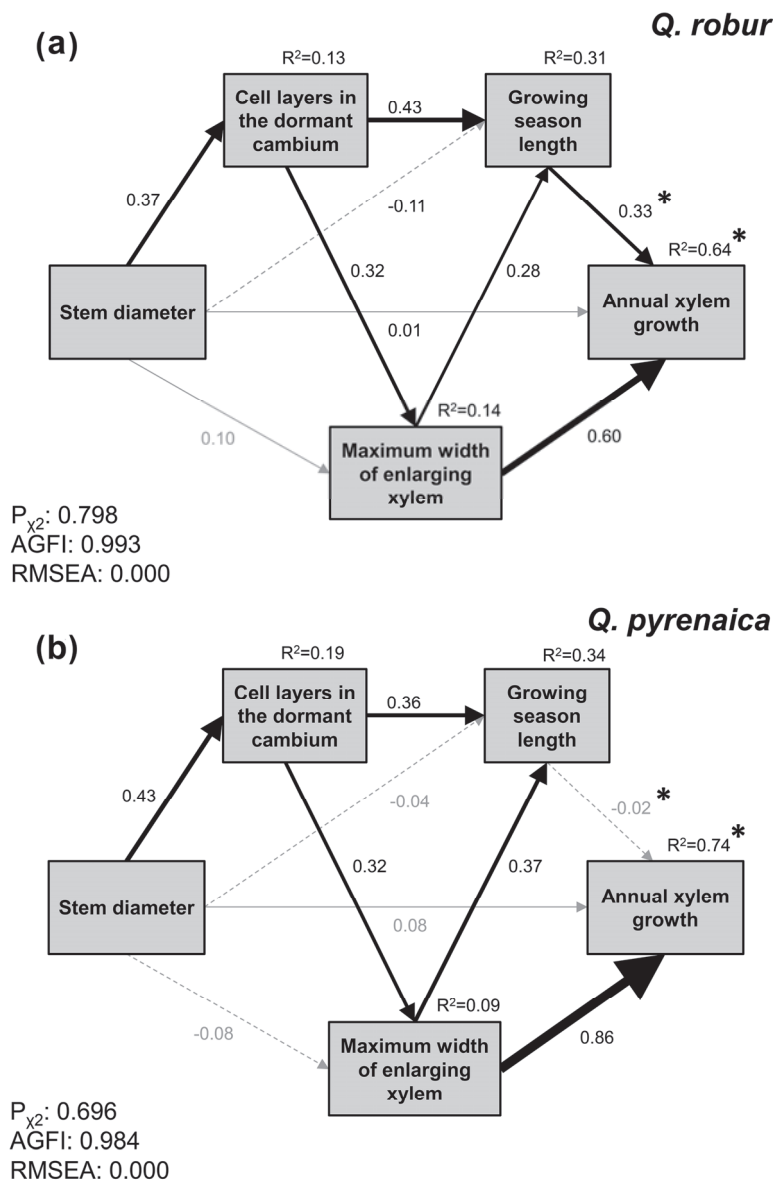 (a)
Q. robur
R²=0.13
R²=0.31
Cell layers in
the dormant
cambium
0.43
Growing
season
length
0.37
-0.11
0.33 *
R²=0.64 *
0.32
0.28
Stem diameter
Annual xylem
growth
0.01
R²=0.14
0.10
Maximum width
of enlarging
xylem
0.60
Pχ2: 0.798
AGFI: 0.993
RMSEA: 0.000
(b)
Q. pyrenaica
R²=0.19
R²=0.34
Cell layers in
the dormant
cambium
0.36
Growing
season
length
0.43
-0.04
-0.02 *
R²=0.74 *
0.32
0.37
Stem diameter
Annual xylem
growth
0.08
R²=0.09
-0.08
Maximum width
of enlarging
xylem
0.86
Pχ2: 0.696
AGFI: 0.984
RMSEA: 0.000